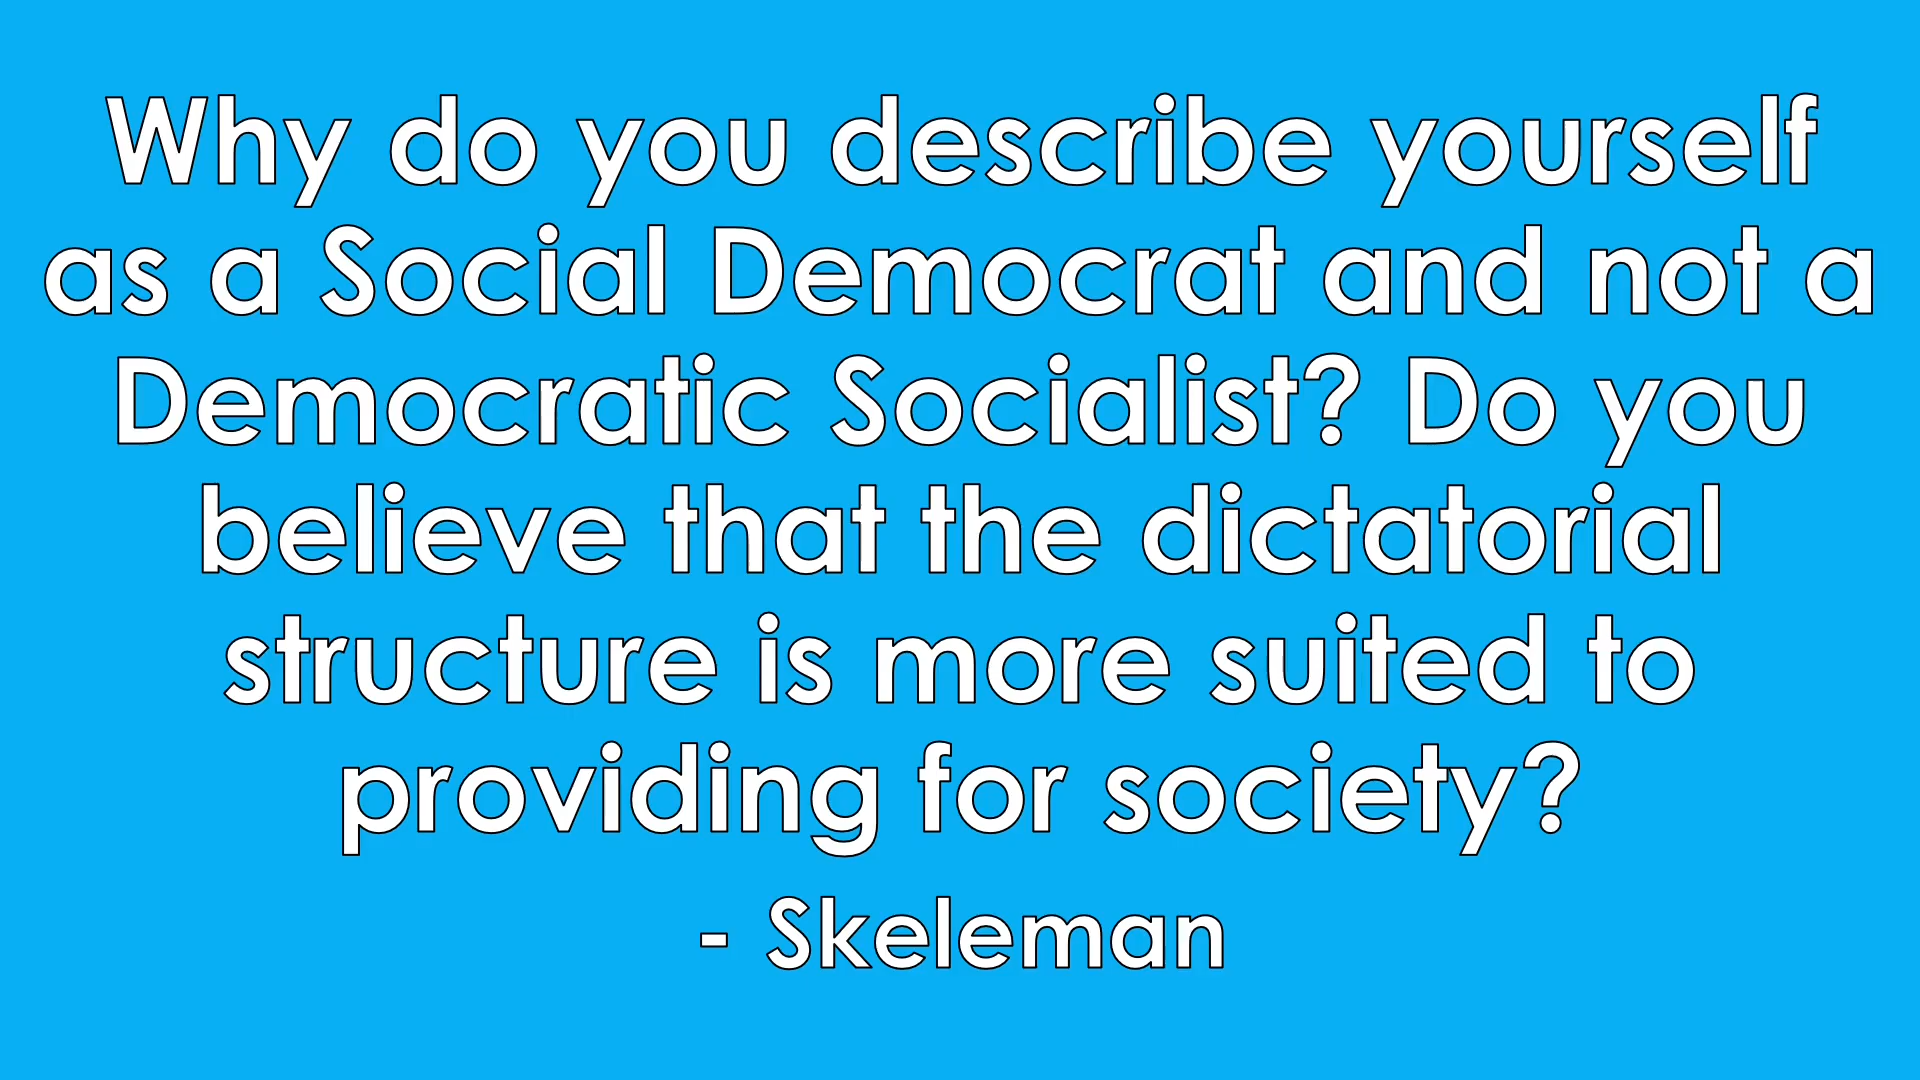 Why do you describe yourself
as a Social Democrat and not a
Democratic Socialist? Do you
believe that the dictatorial
structure is more suited to
providing for society?
- Skeleman